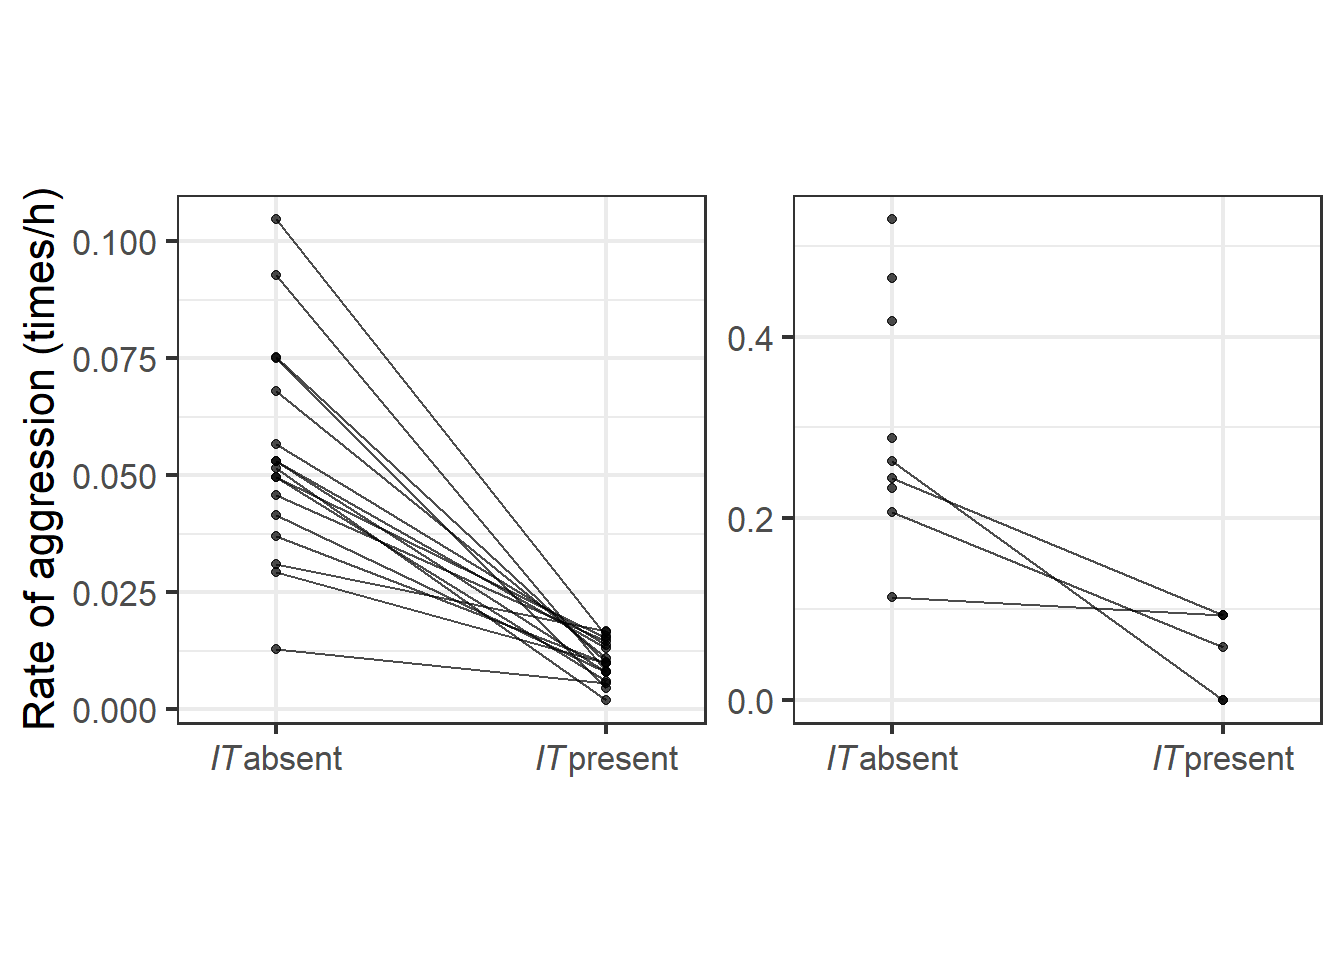 Rate of aggression (times/h)
0.100
0.075
0.050
0.025
0.000
ITabsent
ITpresent
0.4
0.2
0.0
ITabsent
ITpresent